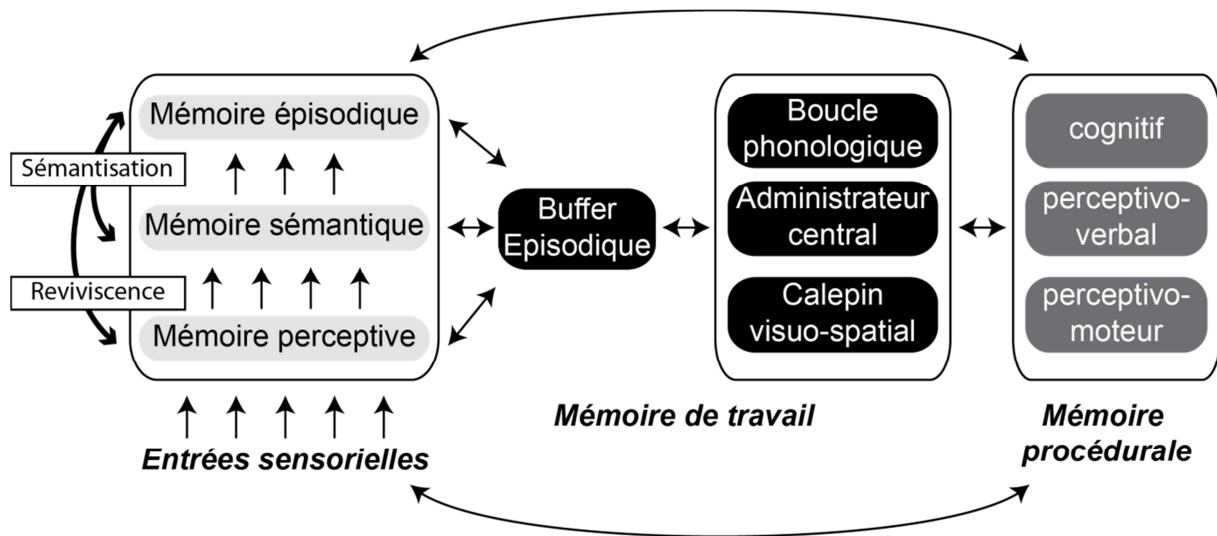 Mémoire épisodique
Sémantisation
Mémoire sémantique
Reviviscence
Mémoire perceptive
Entrées sensorielles
Buffer
Episodique
Boucle
phonologique
Administrateur
central
Calepin
visuo-spatial
Mémoire de travail
cognitif
perceptivo-
verbal
perceptivo-
moteur
Mémoire
procédurale